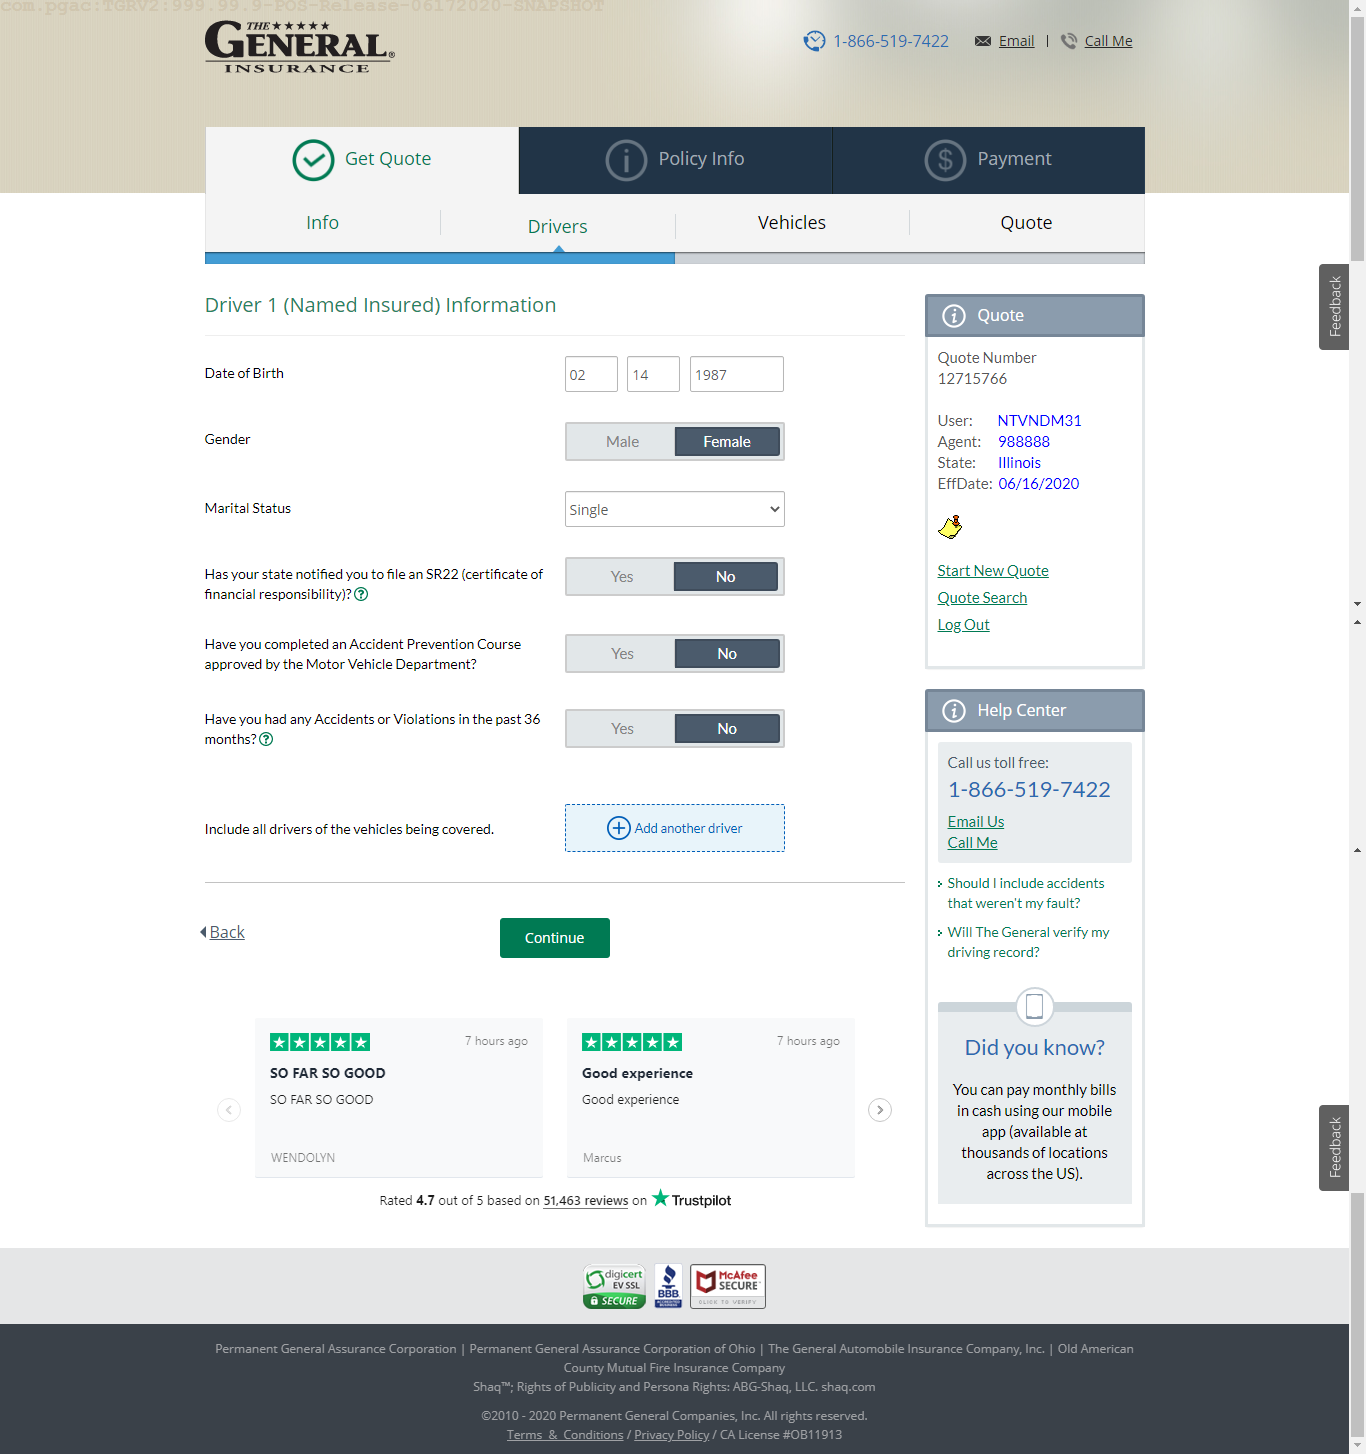 com.pgac:TGRV2:999.99.9-POS-Release-06172020-SNAPSHOT
THE
GENERAL®
INSURANCE
1-866-519-7422
Email | Call Me
Get Quote
Policy Info
Payment
Info
Drivers
Vehicles
Quote
Driver 1 (Named Insured) Information
Date of Birth
02 14 1987
Gender
Male Female
Marital Status
Single
Has your state notified you to file an SR22 (certificate of
financial responsibility)?
Yes No
Have you completed an Accident Prevention Course
approved by the Motor Vehicle Department?
Yes No
Have you had any Accidents or Violations in the past 36
months?
Yes No
Include all drivers of the vehicles being covered.
Add another driver
Back
Continue
7 hours ago
SO FAR SO GOOD
SO FAR SO GOOD
WENDOLYN
7 hours ago
Good experience
Good experience
Marcus
Rated 4.7 out of 5 based on 51,463 reviews on Trustpilot
Quote
Quote Number
12715766
User: NTVNDM31
Agent: 988888
State: Illinois
EffDate: 06/16/2020
Start New Quote
Quote Search
Log Out
Help Center
Call us toll free:
1-866-519-7422
Email Us
Call Me
Should I include accidents
that weren't my fault?
Will The General verify my
driving record?
Did you know?
You can pay monthly bills
in cash using our mobile
app (available at
thousands of locations
across the US).
Feedback
Feedback
digicert
EV SSL
SECURE
BBB.
ACCREDITED
BUSINESS
McAfee
SECURE
CLICK TO VERIFY
Permanent General Assurance Corporation | Permanent General Assurance Corporation of Ohio | The General Automobile Insurance Company, Inc. | Old American
County Mutual Fire Insurance Company
Shaq™; Rights of Publicity and Persona Rights: ABG-Shaq, LLC. shaq.com
©2010 - 2020 Permanent General Companies, Inc. All rights reserved.
Terms & Conditions / Privacy Policy / CA License #OB11913